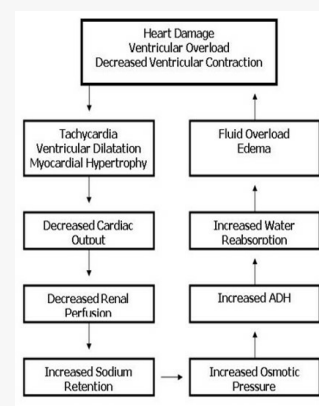 Heart Damage
Ventricular Overload
Decreased Ventricular Contraction
Tachycardia
Ventricular Dilatation
Myocardial Hypertrophy
Decreased Cardiac
Output
Decreased Renal
Perfusion
Increased Sodium
Retention
Increased Osmotic
Pressure
Increased ADH
Increased Water
Reabsorption
Fluid Overload
Edema